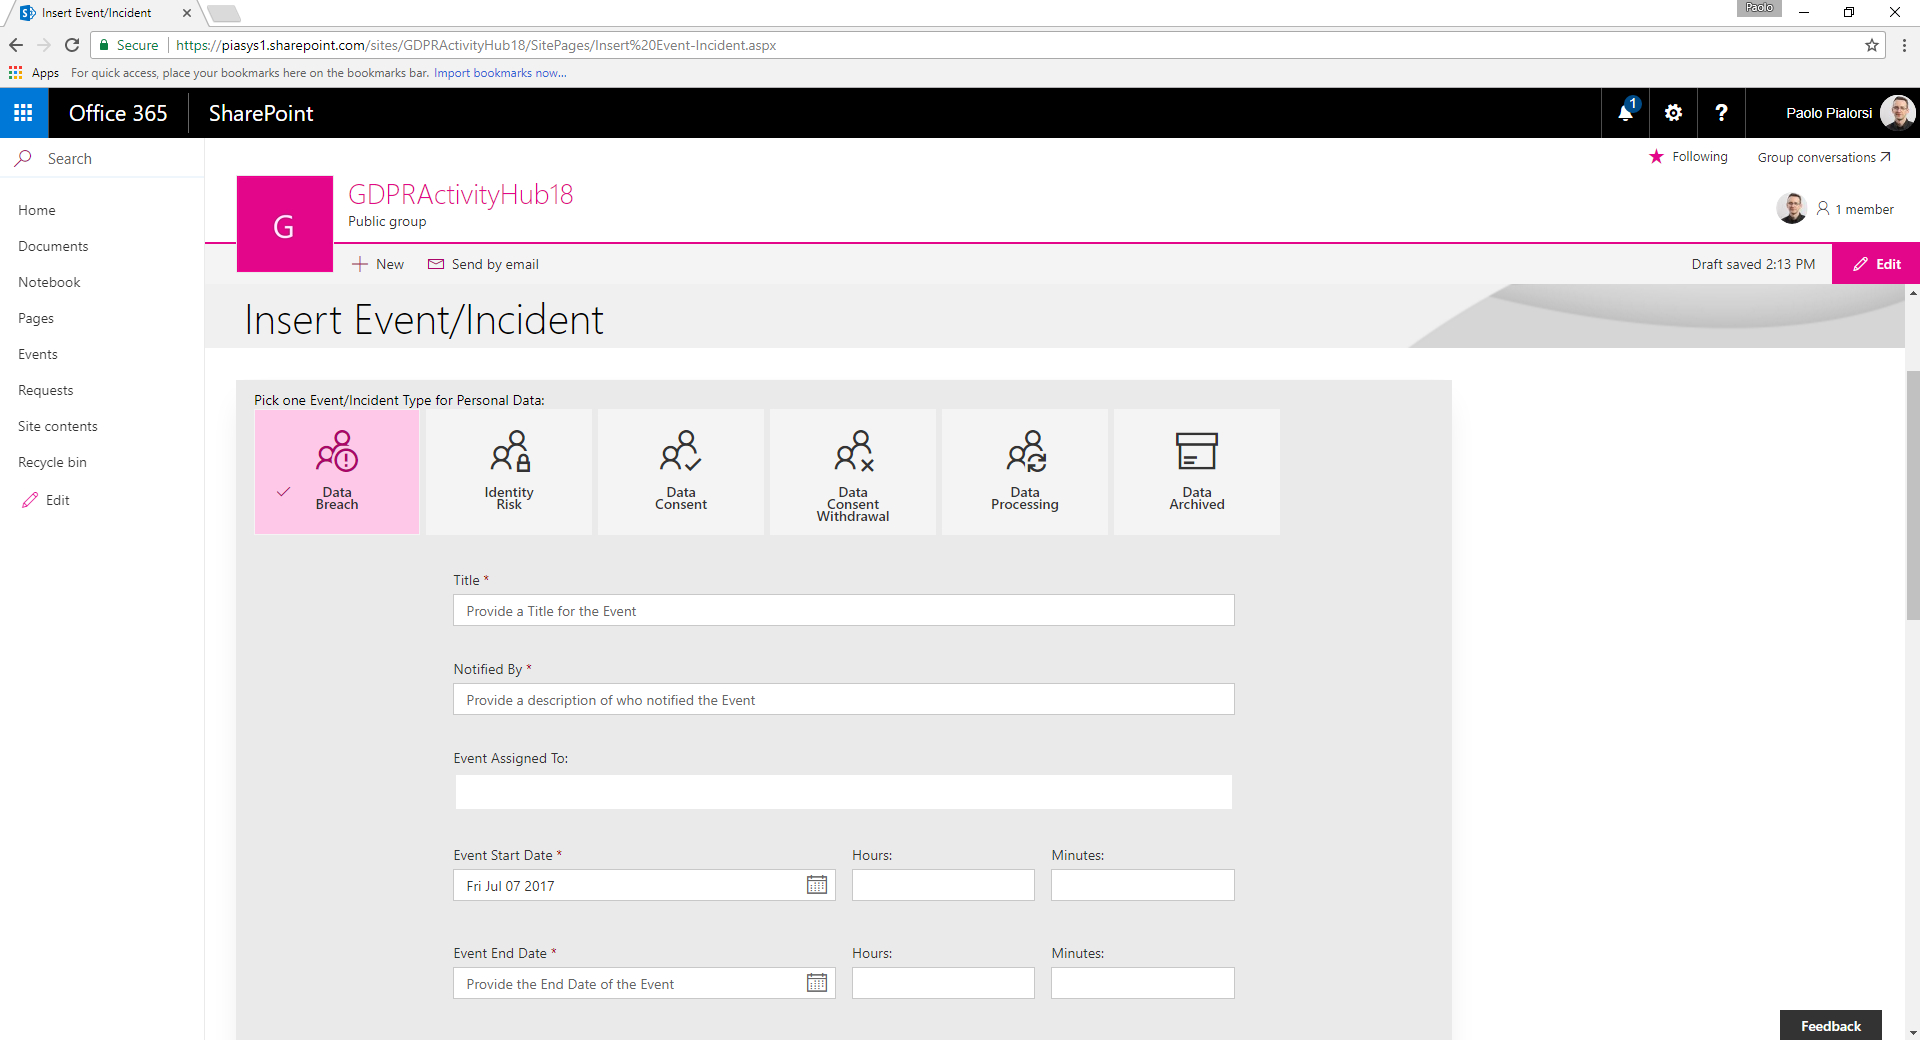 Insert Event/Incident
Paolo
Secure
https://piasys1.sharepoint.com/sites/GDPRActivityHub18/SitePages/Insert%20Event-Incident.aspx
Apps For quick access, place your bookmarks here on the bookmarks bar. Import bookmarks now...
Office 365 SharePoint
1
?
Paolo Pialorsi
Search
Following Group conversations
G
GDPRActivityHub18
Public group
1 member
New Send by email
Draft saved 2:13 PM
Edit
Home
Documents
Notebook
Pages
Events
Requests
Site contents
Recycle bin
Edit
Insert Event/Incident
Pick one Event/Incident Type for Personal Data:
Data
Breach
Identity
Risk
Data
Consent
Data
Consent
Withdrawal
Data
Processing
Data
Archived
Title *
Provide a Title for the Event
Notified By *
Provide a description of who notified the Event
Event Assigned To:
Event Start Date * Hours: Minutes:
Fri Jul 07 2017
Event End Date * Hours: Minutes:
Provide the End Date of the Event
Feedback